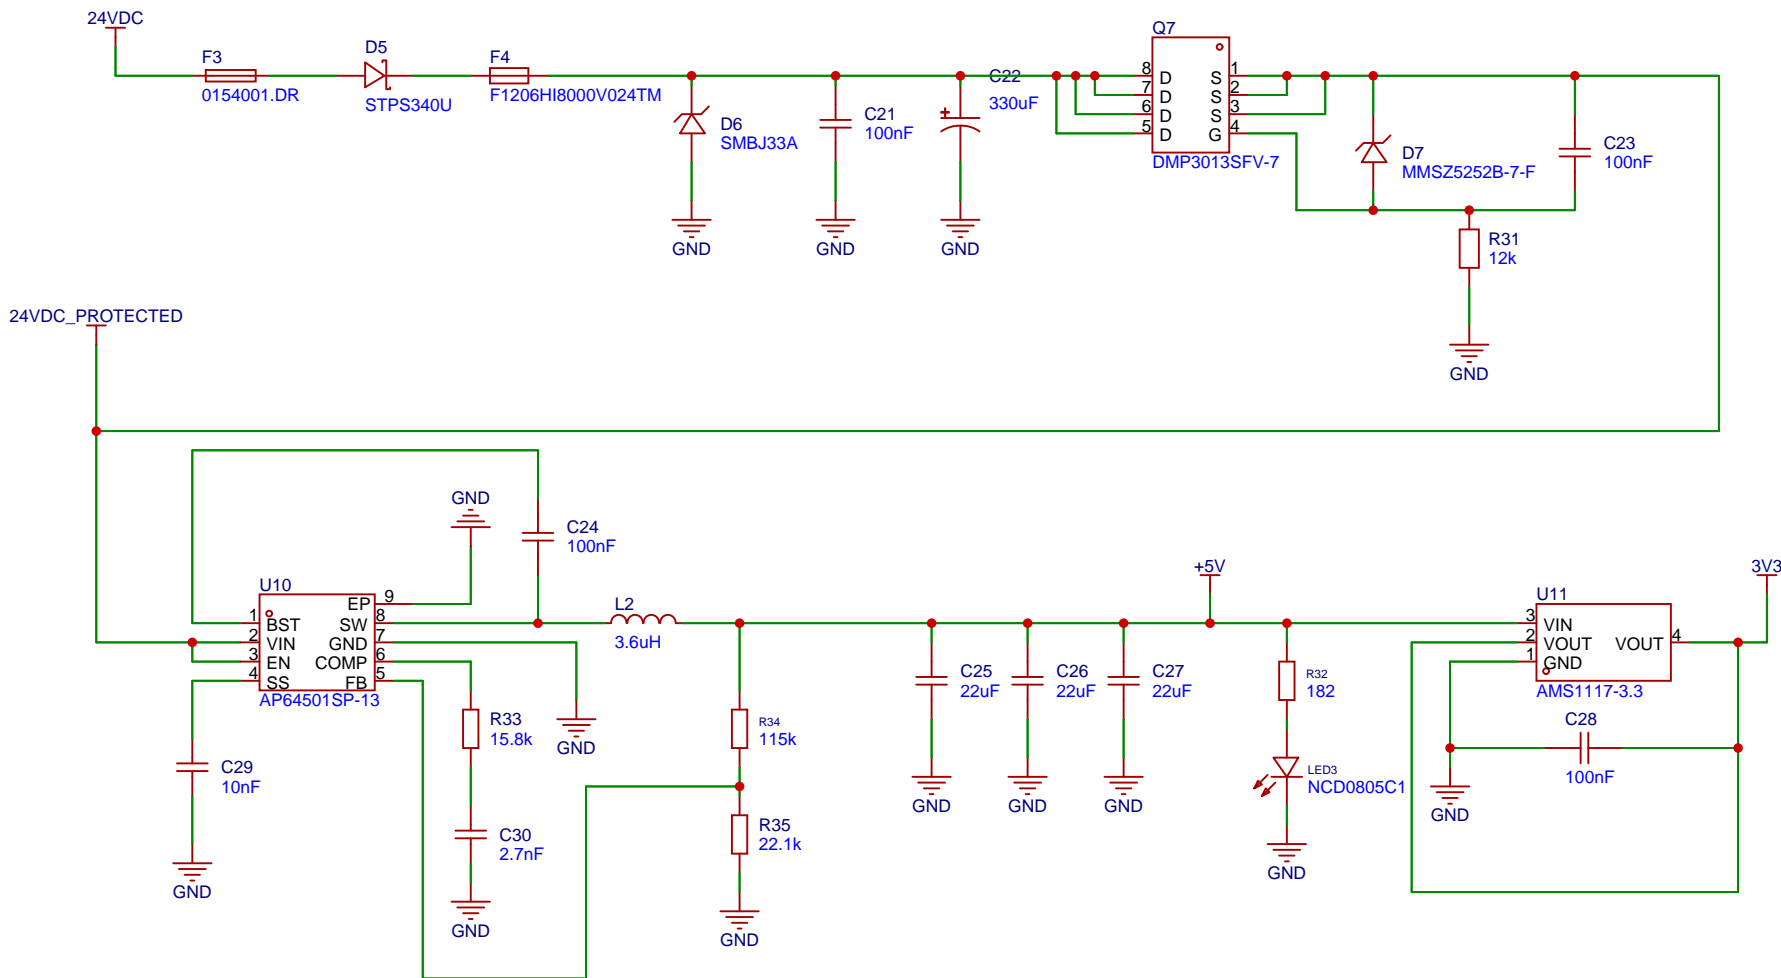 24VDC
F3
0154001.DR
D5
STPS340U
F4
F1206HI8000V024TM
D6
SMBJ33A
GND
C21
100nF
GND
C22
330uF
GND
Q7
8 D S 1
7 D S 2
6 D S 3
5 D G 4
DMP3013SFV-7
D7
MMSZ5252B-7-F
C23
100nF
R31
12k
GND
24VDC_PROTECTED
GND
C24
100nF
U10
EP 9
1 BST SW 8
2 VIN GND 7
3 EN COMP 6
4 SS FB 5
AP64501SP-13
C29
10nF
GND
R33
15.8k
C30
2.7nF
GND
GND
L2
3.6uH
R34
115k
R35
22.1k
GND
C25
22uF
GND
C26
22uF
GND
C27
22uF
GND
+5V
R32
182
LED3
NCD0805C1
GND
U11
3 VIN
2 VOUT VOUT 4
1 GND
AMS1117-3.3
C28
100nF
GND
3V3